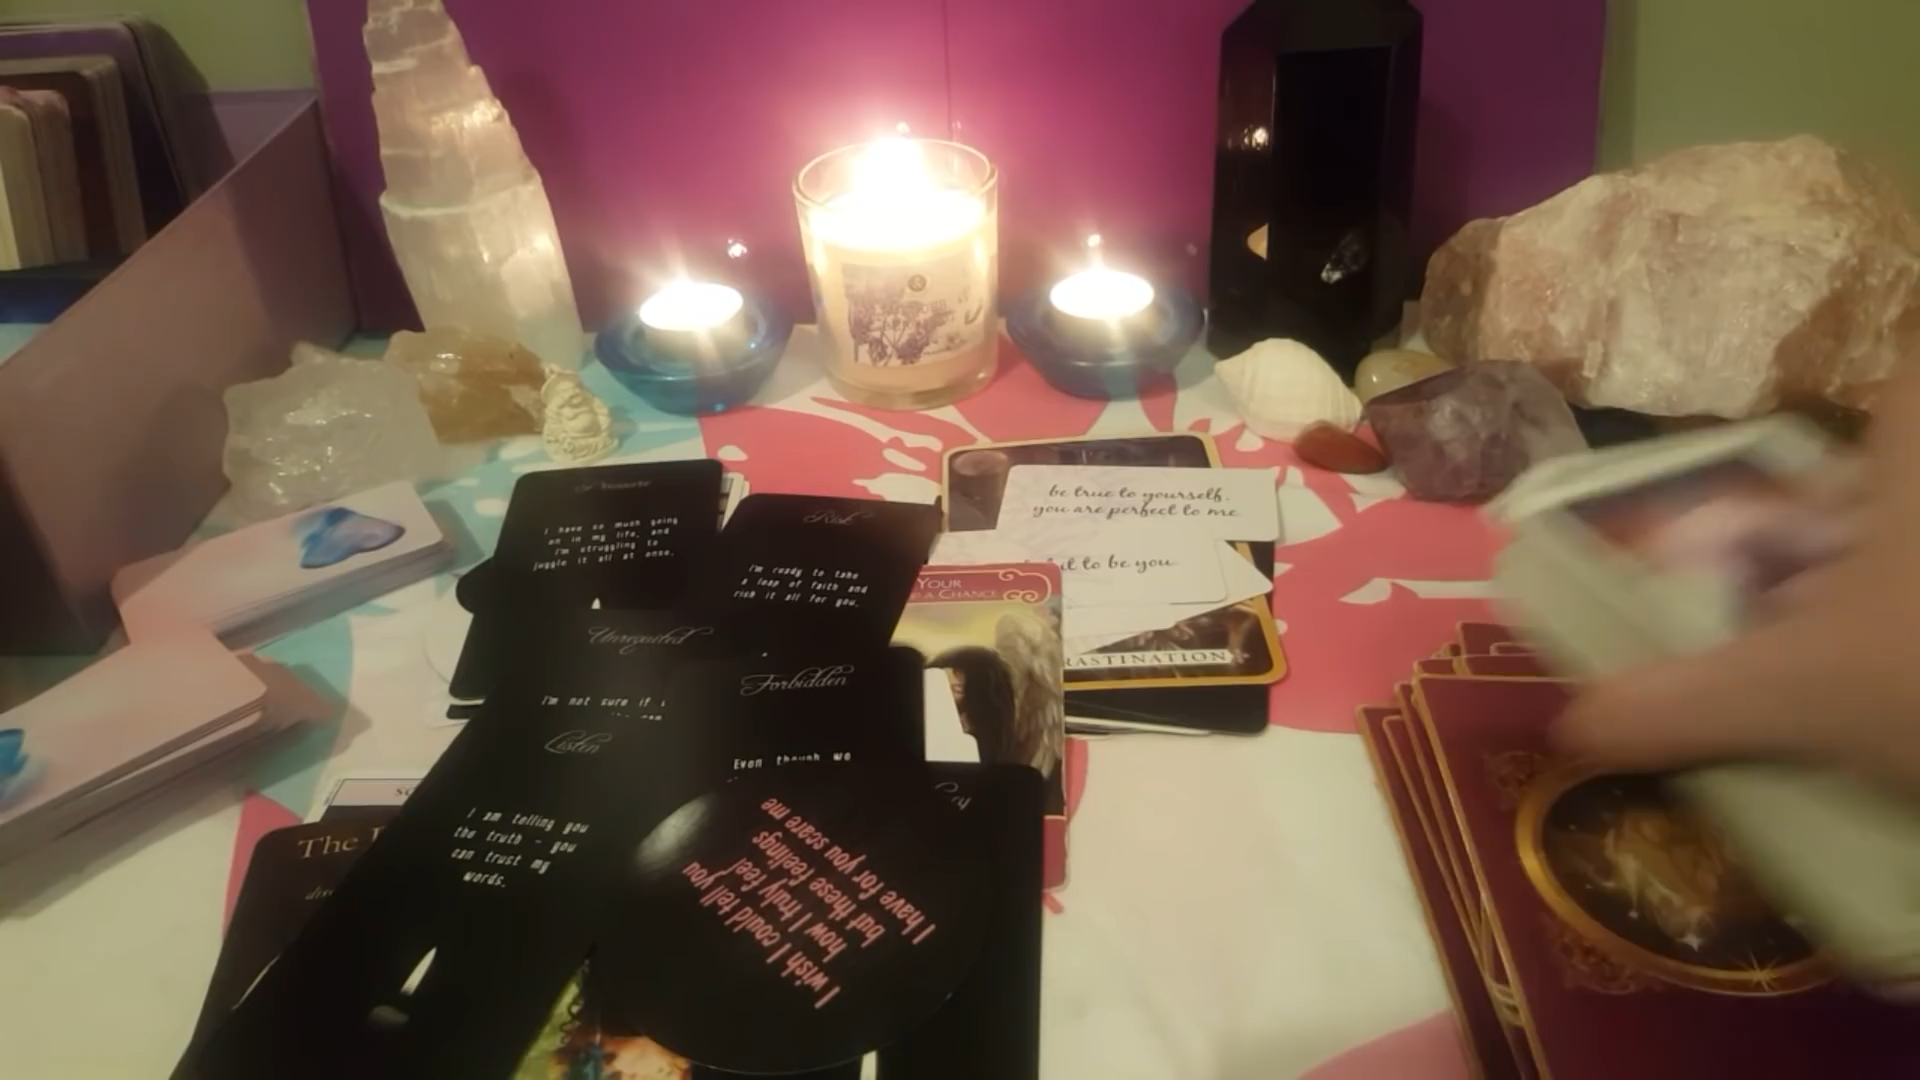 I have so much going
on in my life, and
I'm struggling to
juggle it all at once.
Risk
I'm ready to take
a leap of faith and
risk it all for you.
be true to yourself.
you are perfect to me
to be you
YOUR
A CHANCE
RASTINATION
Unrequited
I'm not sure if
Forbidden
Even though we
Listen
I am telling you
the truth - you
can trust my
words.
Cry
I wish I could tell you
how I truly feel
but these feelings
I have for you scare me
The